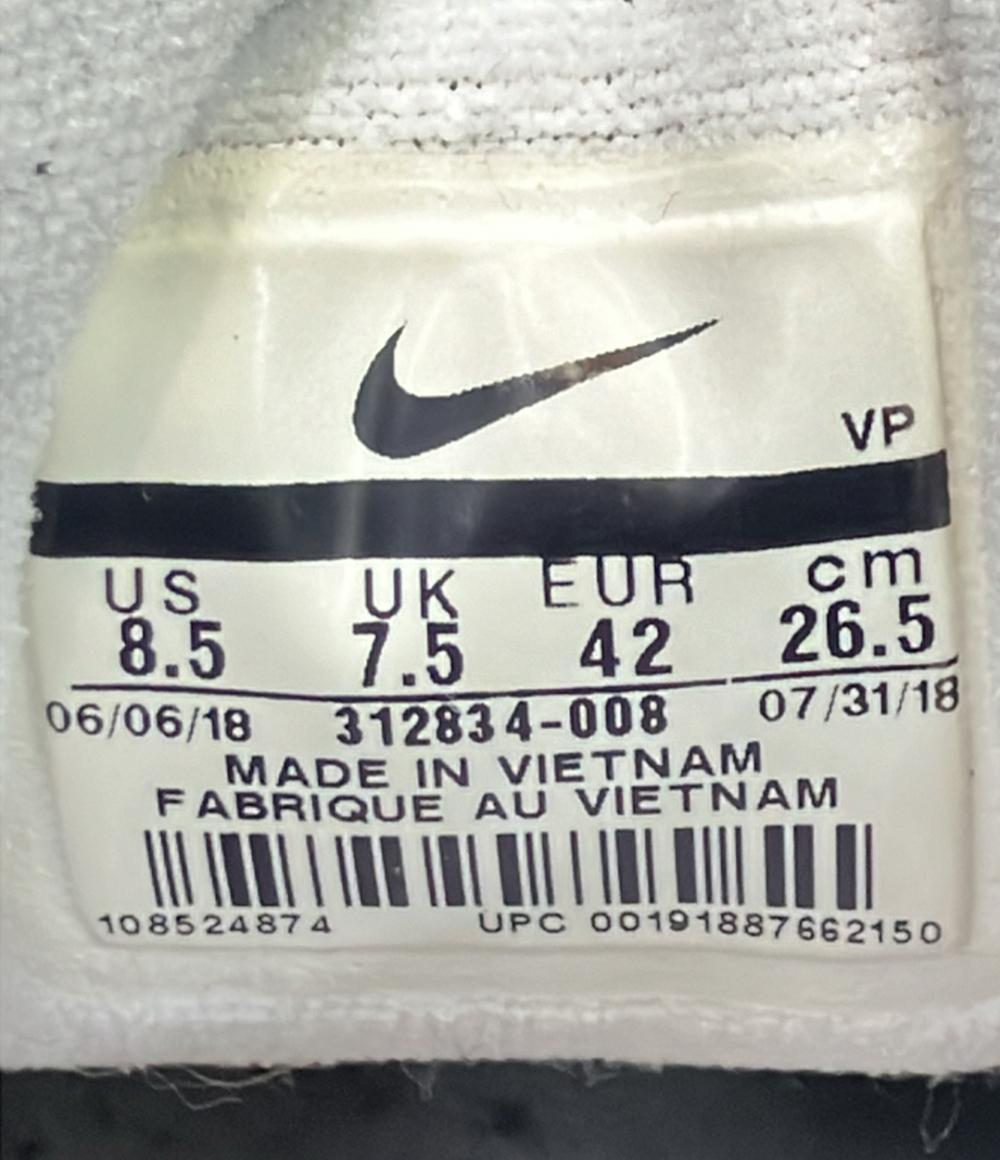 VP
US UK EUR cm
8.5 7.5 42 26.5
06/06/18 312834-008 07/31/18
MADE IN VIETNAM
FABRIQUE AU VIETNAM
108524874 UPC 00191887662150